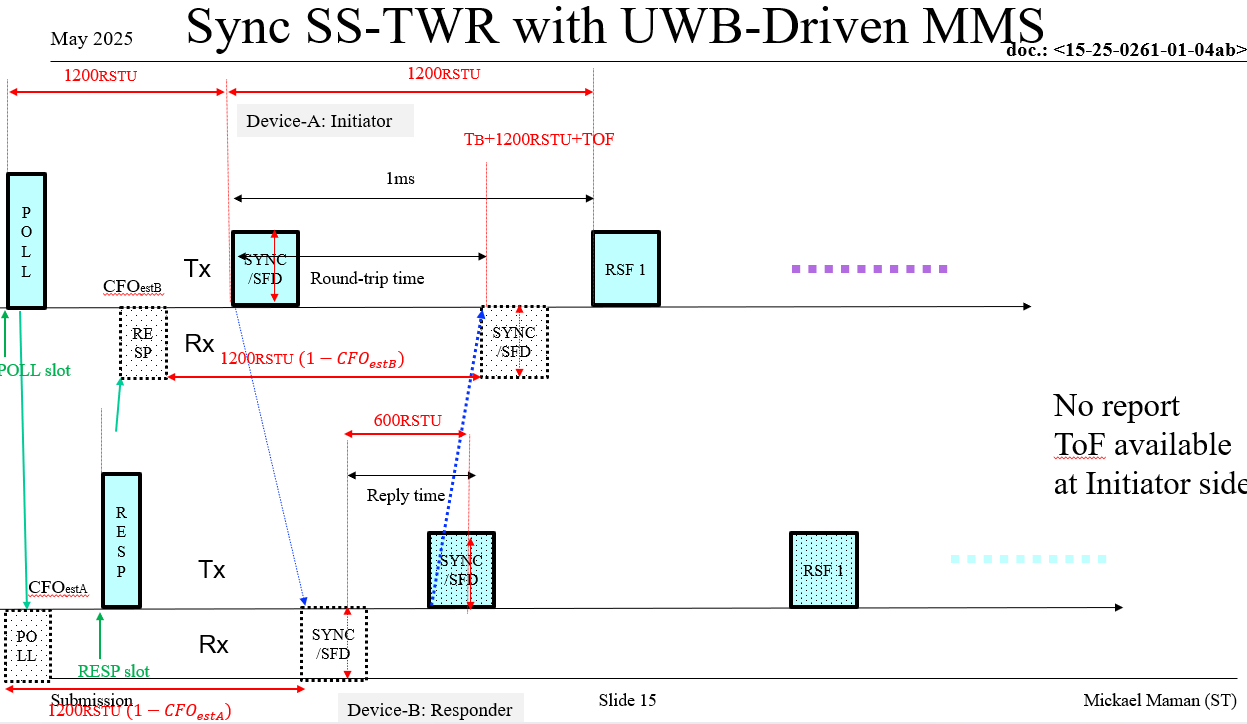 Sync SS-TWR with UWB-Driven MMS
May 2025
doc.: <15-25-0261-01-04ab>
1200RSTU
1200RSTU
Device-A: Initiator
TB+1200RSTU+TOF
1ms
POLL
Tx
SYNC
/SFD
Round-trip time
RSF 1
CFOestB
RE
SP
Rx
SYNC
/SFD
1200RSTU (1 − CFOestB)
POLL slot
600RSTU
No report
ToF available
at Initiator side
Reply time
RESP
Tx
SYNC
/SFD
RSF 1
CFOestA
PO
LL
Rx
SYNC
/SFD
RESP slot
Submission
Slide 15
Mickael Maman (ST)
1200RSTU (1 − CFOestA)
Device-B: Responder